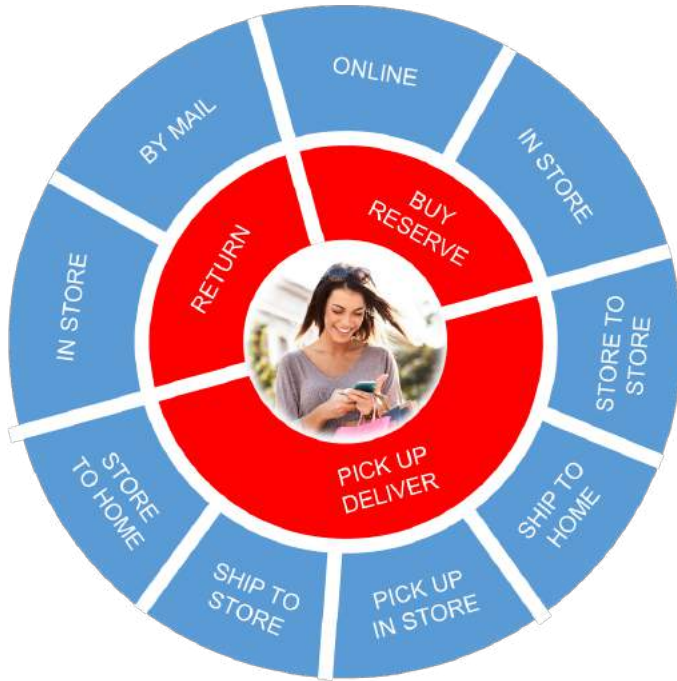 ONLINE
IN STORE
STORE TO
STORE
SHIP TO
HOME
PICK UP
IN STORE
SHIP TO
STORE
STORE
TO HOME
IN STORE
BY MAIL
BUY
RESERVE
PICK UP
DELIVER
RETURN